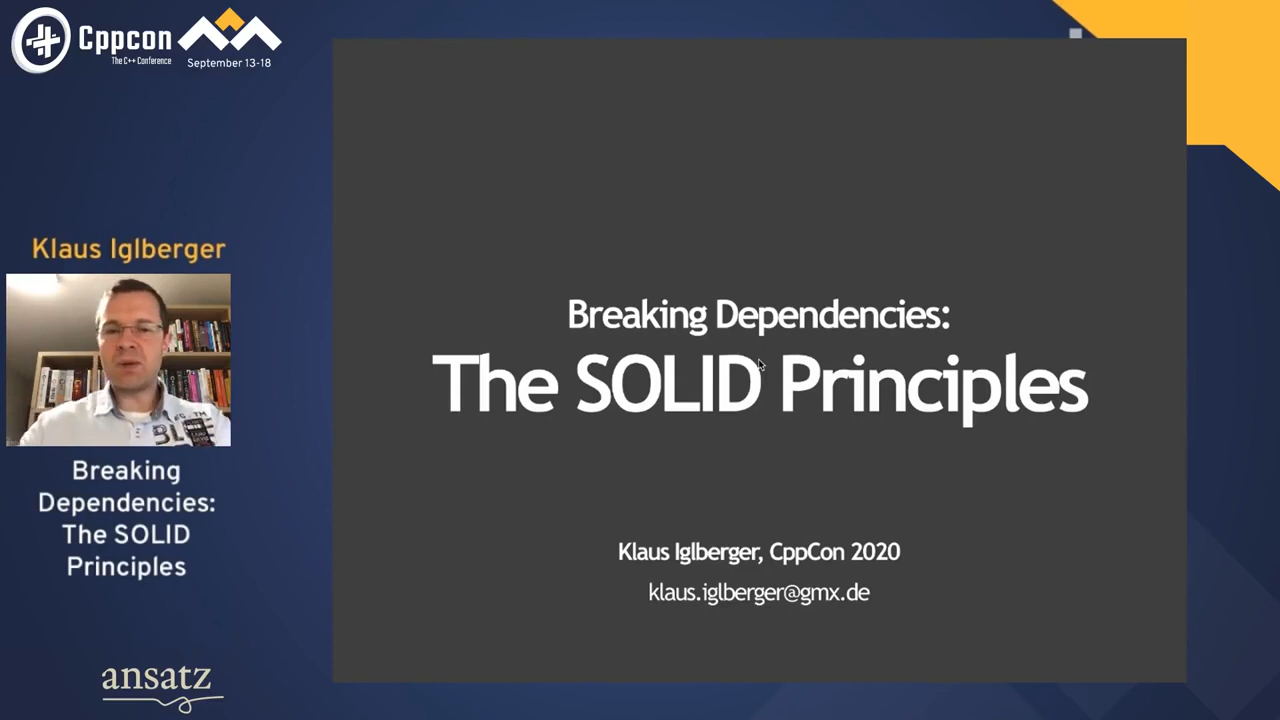 Cppcon
The C++ Conference
September 13-18
Klaus Iglberger
Breaking
Dependencies:
The SOLID
Principles
ansatz
Breaking Dependencies:
The SOLID Principles
Klaus Iglberger, CppCon 2020
klaus.iglberger@gmx.de